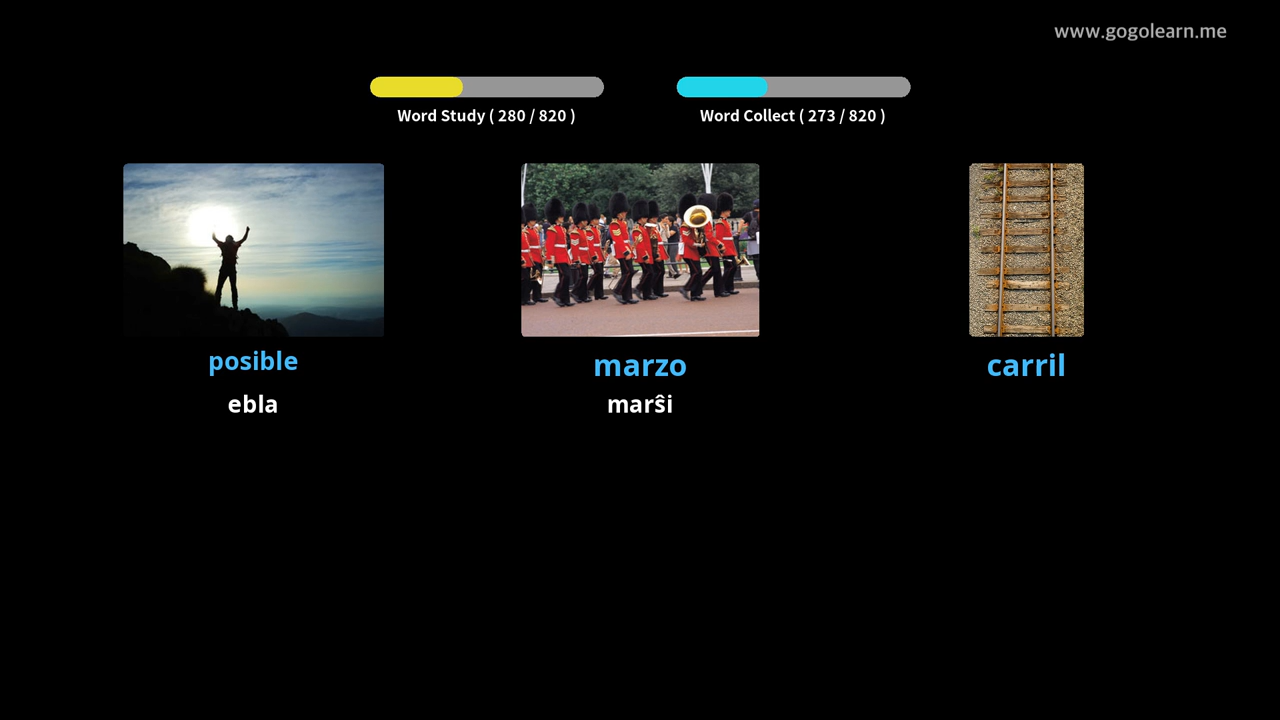 www.gogolearn.me
Word Study ( 280 / 820 )
Word Collect ( 273 / 820 )
posible
marzo
carril
ebla
marŝi